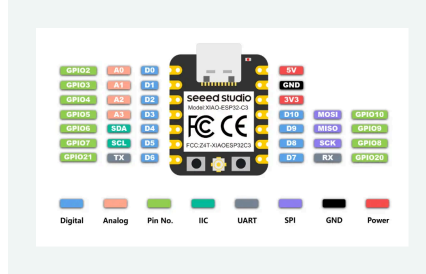 GPIO2 A0 D0 5V
GPIO3 A1 D1 GND
GPIO4 A2 D2 seeed studio 3V3
Model:XIAO-ESP32-C3
GPIO5 A3 D3 D10 MOSI GPIO10
GPIO6 SDA D4 FC CE D9 MISO GPIO9
GPIO7 SCL D5 FCC:Z4T-XIAOESP32C3 D8 SCK GPIO8
GPIO21 TX D6 D7 RX GPIO20
Digital Analog Pin No. IIC UART SPI GND Power